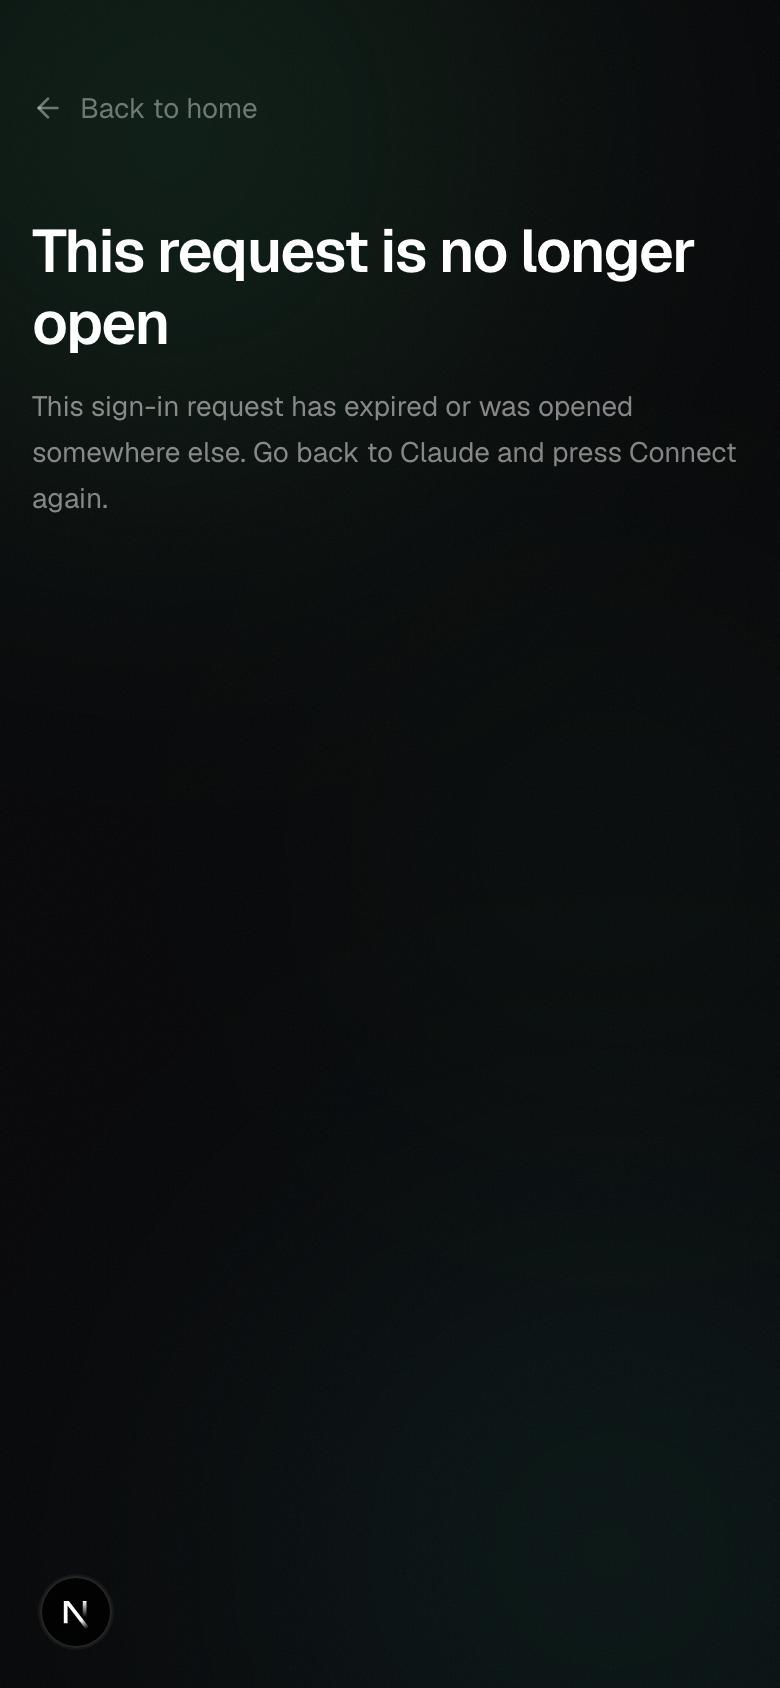 Back to home
This request is no longer
open
This sign-in request has expired or was opened
somewhere else. Go back to Claude and press Connect
again.
N